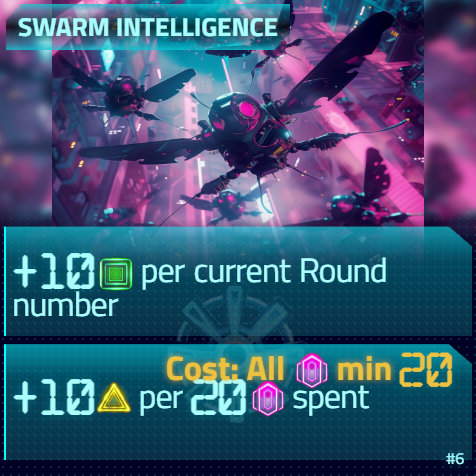 SWARM INTELLIGENCE
+10 per current Round
number
Cost: All min 20
+10 per 20 spent
#6